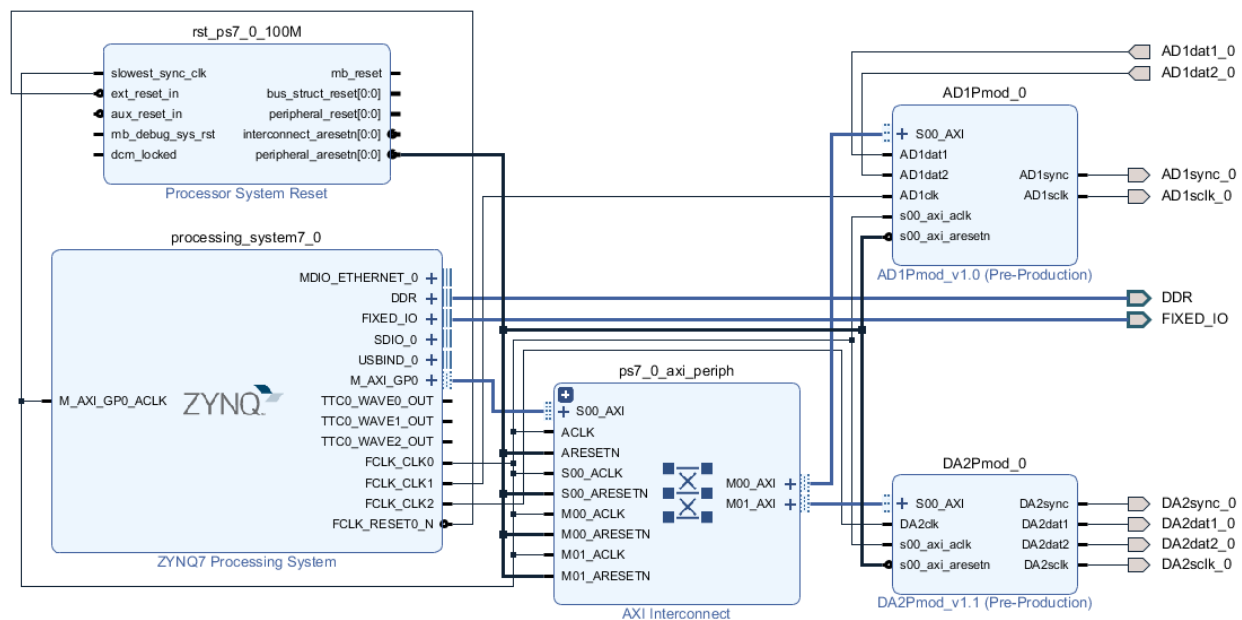 rst_ps7_0_100M
slowest_sync_clk
ext_reset_in
aux_reset_in
mb_debug_sys_rst
dcm_locked
mb_reset
bus_struct_reset[0:0]
peripheral_reset[0:0]
interconnect_aresetn[0:0]
peripheral_aresetn[0:0]
Processor System Reset
processing_system7_0
M_AXI_GP0_ACLK
ZYNQ
MDIO_ETHERNET_0
DDR
FIXED_IO
SDIO_0
USBIND_0
M_AXI_GP0
TTC0_WAVE0_OUT
TTC0_WAVE1_OUT
TTC0_WAVE2_OUT
FCLK_CLK0
FCLK_CLK1
FCLK_CLK2
FCLK_RESET0_N
ZYNQ7 Processing System
ps7_0_axi_periph
S00_AXI
ACLK
ARESETN
S00_ACLK
S00_ARESETN
M00_ACLK
M00_ARESETN
M01_ACLK
M01_ARESETN
M00_AXI
M01_AXI
AXI Interconnect
AD1Pmod_0
S00_AXI
AD1dat1
AD1dat2
AD1clk
s00_axi_aclk
s00_axi_aresetn
AD1sync
AD1sclk
AD1Pmod_v1.0 (Pre-Production)
DA2Pmod_0
S00_AXI
DA2clk
s00_axi_aclk
s00_axi_aresetn
DA2sync
DA2dat1
DA2dat2
DA2sclk
DA2Pmod_v1.1 (Pre-Production)
AD1dat1_0
AD1dat2_0
AD1sync_0
AD1sclk_0
DDR
FIXED_IO
DA2sync_0
DA2dat1_0
DA2dat2_0
DA2sclk_0